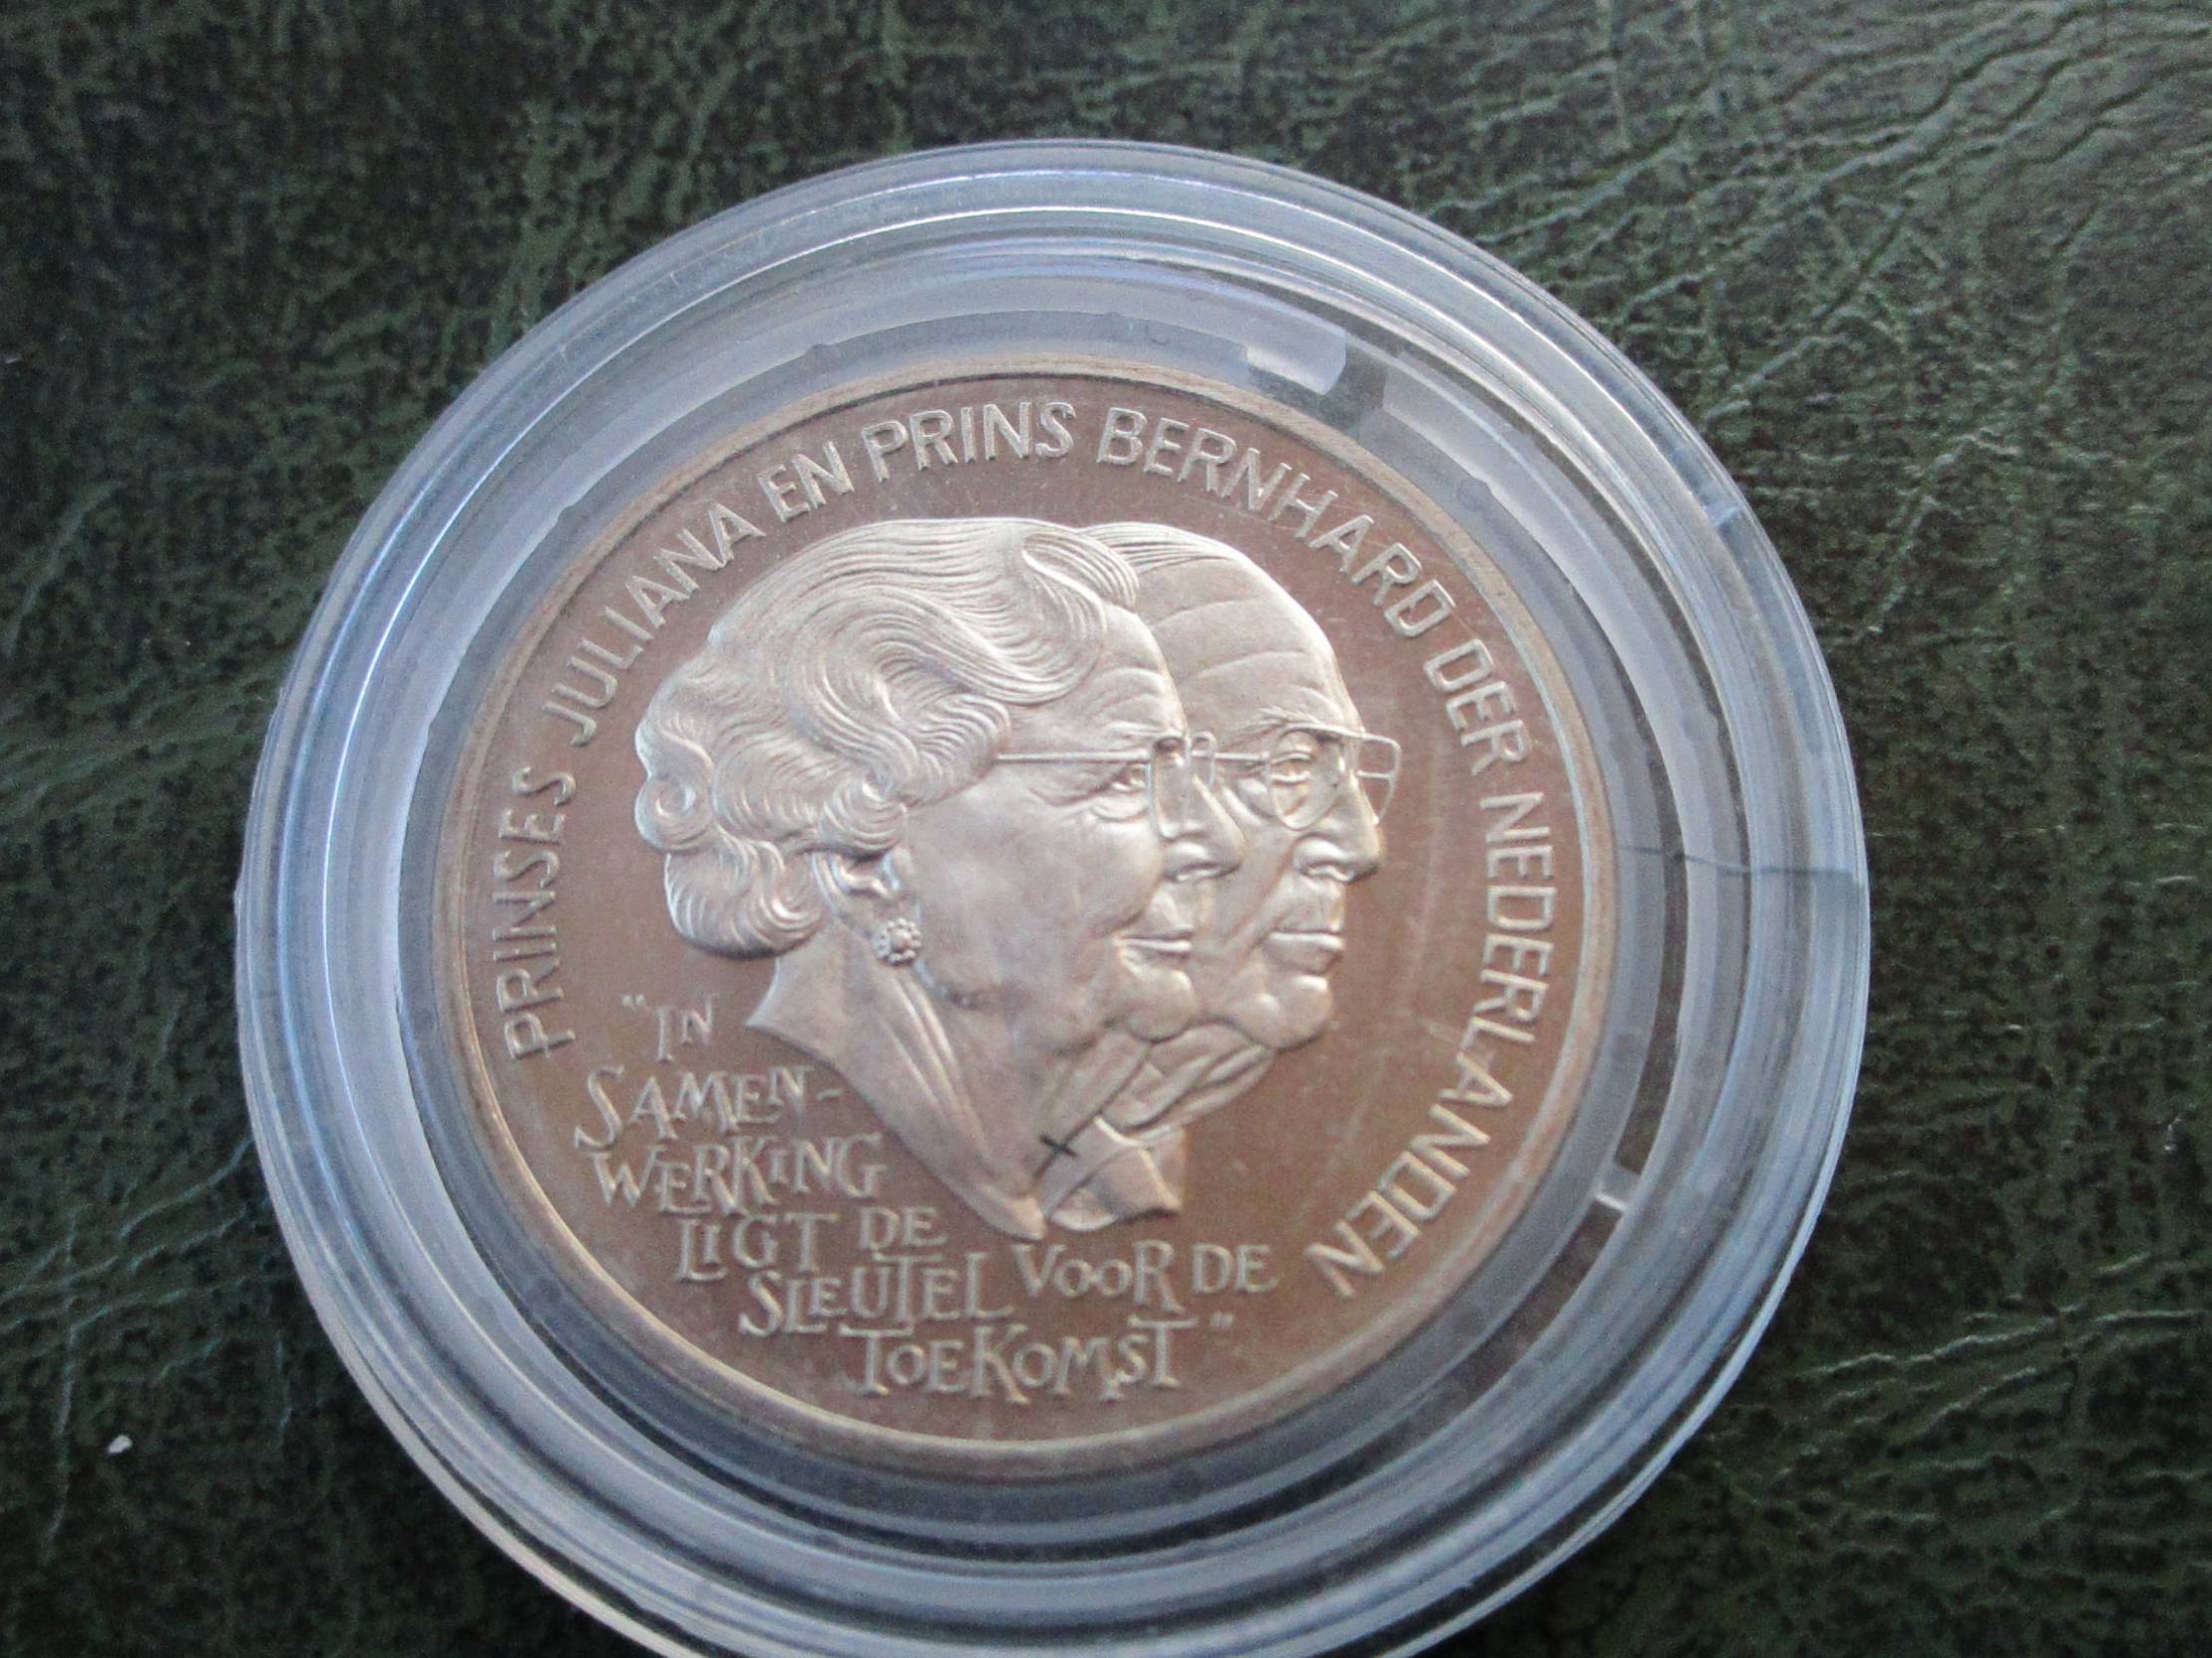 PRINSES JULIANA EN PRINS BERNHARD DER NEDERLANDEN
"IN
SAMEN-
WERKING
LIGT DE
SLEUTEL VOOR DE
TOEKOMST"